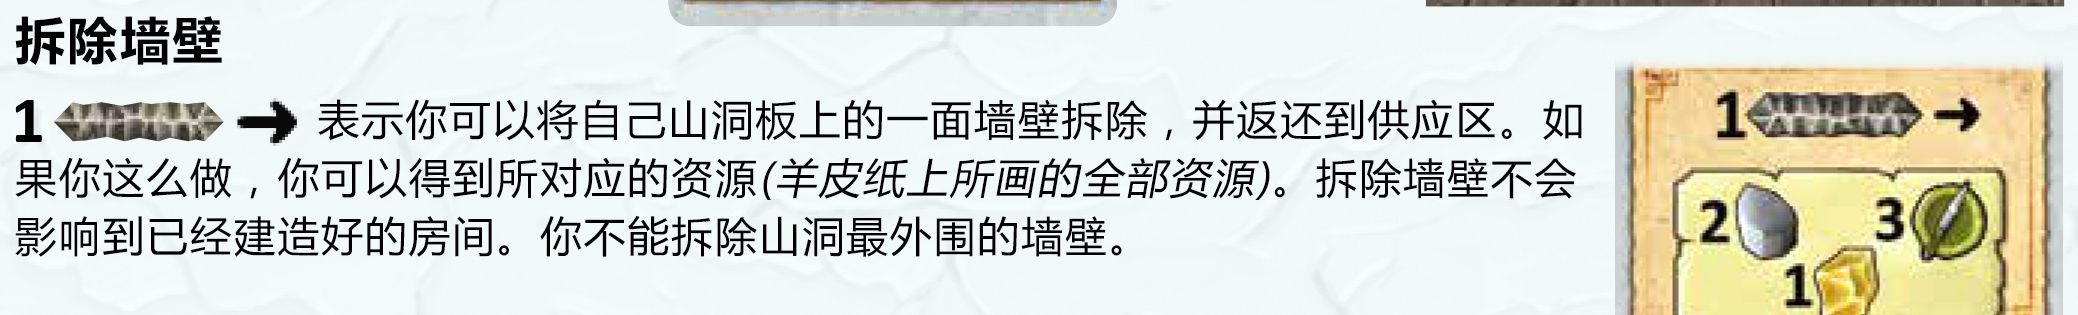 拆除墙壁
1 → 表示你可以将自己山洞板上的一面墙壁拆除，并返还到供应区。如
果你这么做，你可以得到所对应的资源(羊皮纸上所画的全部资源)。拆除墙壁不会
影响到已经建造好的房间。你不能拆除山洞最外围的墙壁。
1 →
2 3
1